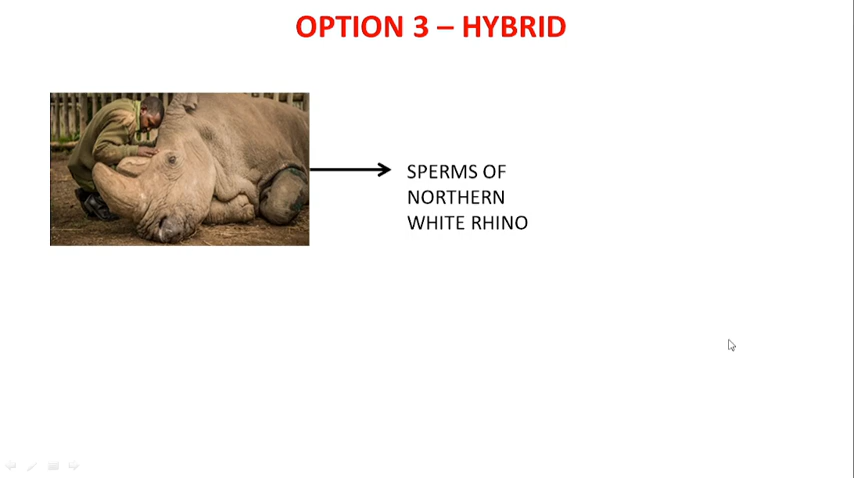 OPTION 3 – HYBRID
SPERMS OF
NORTHERN
WHITE RHINO